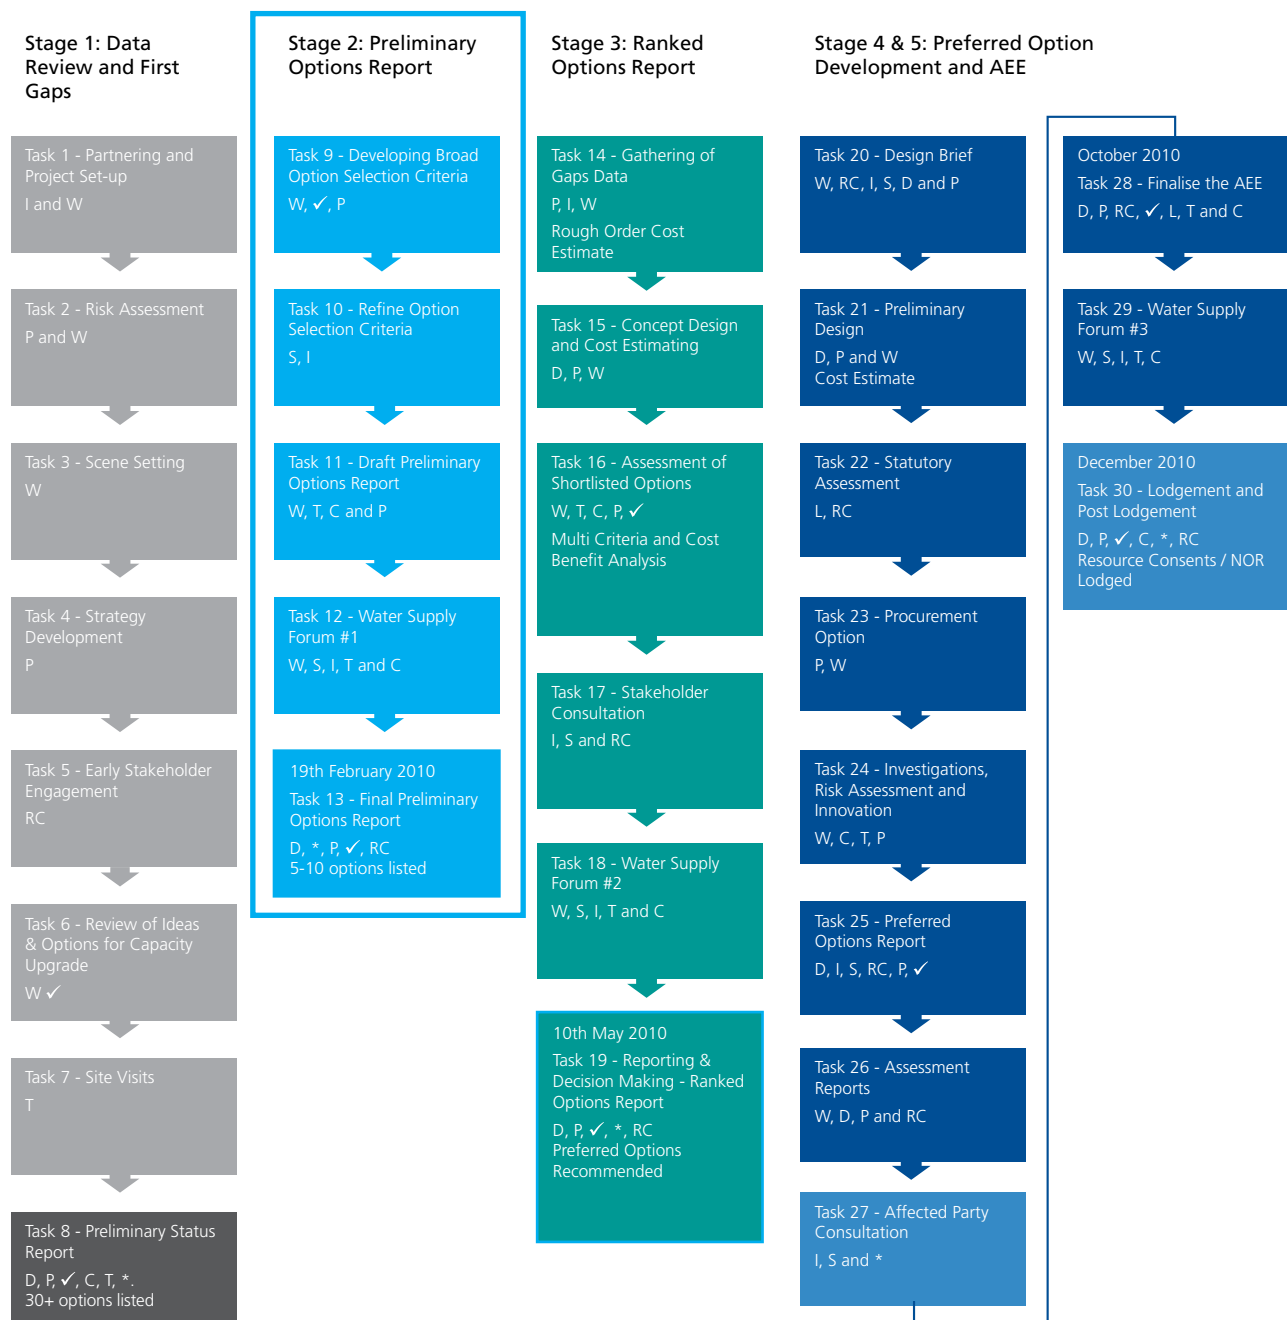 Stage 1: Data
Review and First
Gaps
Task 1 - Partnering and
Project Set-up
I and W
Task 2 - Risk Assessment
P and W
Task 3 - Scene Setting
W
Task 4 - Strategy
Development
P
Task 5 - Early Stakeholder
Engagement
RC
Task 6 - Review of Ideas
& Options for Capacity
Upgrade
W ✓
Task 7 - Site Visits
T
Task 8 - Preliminary Status
Report
D, P, ✓, C, T, *.
30+ options listed
Stage 2: Preliminary
Options Report
Task 9 - Developing Broad
Option Selection Criteria
W, ✓, P
Task 10 - Refine Option
Selection Criteria
S, I
Task 11 - Draft Preliminary
Options Report
W, T, C and P
Task 12 - Water Supply
Forum #1
W, S, I, T and C
19th February 2010
Task 13 - Final Preliminary
Options Report
D, *, P, ✓, RC
5-10 options listed
Stage 3: Ranked
Options Report
Task 14 - Gathering of
Gaps Data
P, I, W
Rough Order Cost
Estimate
Task 15 - Concept Design
and Cost Estimating
D, P, W
Task 16 - Assessment of
Shortlisted Options
W, T, C, P, ✓
Multi Criteria and Cost
Benefit Analysis
Task 17 - Stakeholder
Consultation
I, S and RC
Task 18 - Water Supply
Forum #2
W, S, I, T and C
10th May 2010
Task 19 - Reporting &
Decision Making - Ranked
Options Report
D, P, ✓, *, RC
Preferred Options
Recommended
Stage 4 & 5: Preferred Option
Development and AEE
Task 20 - Design Brief
W, RC, I, S, D and P
Task 21 - Preliminary
Design
D, P and W
Cost Estimate
Task 22 - Statutory
Assessment
L, RC
Task 23 - Procurement
Option
P, W
Task 24 - Investigations,
Risk Assessment and
Innovation
W, C, T, P
Task 25 - Preferred
Options Report
D, I, S, RC, P, ✓
Task 26 - Assessment
Reports
W, D, P and RC
Task 27 - Affected Party
Consultation
I, S and *
October 2010
Task 28 - Finalise the AEE
D, P, RC, ✓, L, T and C
Task 29 - Water Supply
Forum #3
W, S, I, T, C
December 2010
Task 30 - Lodgement and
Post Lodgement
D, P, ✓, C, *, RC
Resource Consents / NOR
Lodged